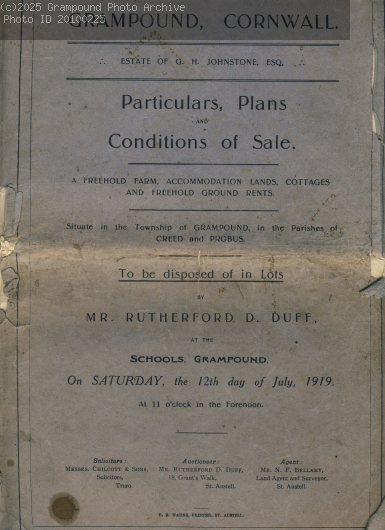 (c)2025 Grampound Photo Archive
Photo ID 20100225
GRAMPOUND, CORNWALL.
ESTATE OF G. H. JOHNSTONE, ESQ.
Particulars, Plans
AND
Conditions of Sale.
A FREEHOLD FARM, ACCOMMODATION LANDS, COTTAGES
AND FREEHOLD GROUND RENTS.
Situate in the Township of GRAMPOUND, in the Parishes of
CREED and PROBUS.
To be disposed of in Lots
BY
MR. RUTHERFORD D. DUFF,
AT THE
SCHOOLS, GRAMPOUND,
On SATURDAY, the 12th day of July, 1919.
At 11 o'clock in the Forenoon.
Solicitors:
MESSRS. CHILCOTT & SONS,
Solicitors,
Truro.
Auctioneer:
MR. RUTHERFORD D. DUFF,
Grant's Walk,
St. Austell.
Agent:
MR. N. F. BELLAMY,
Land Agent and Surveyor,
St. Austell.
WARNE, PRINTER, ST. AUSTELL